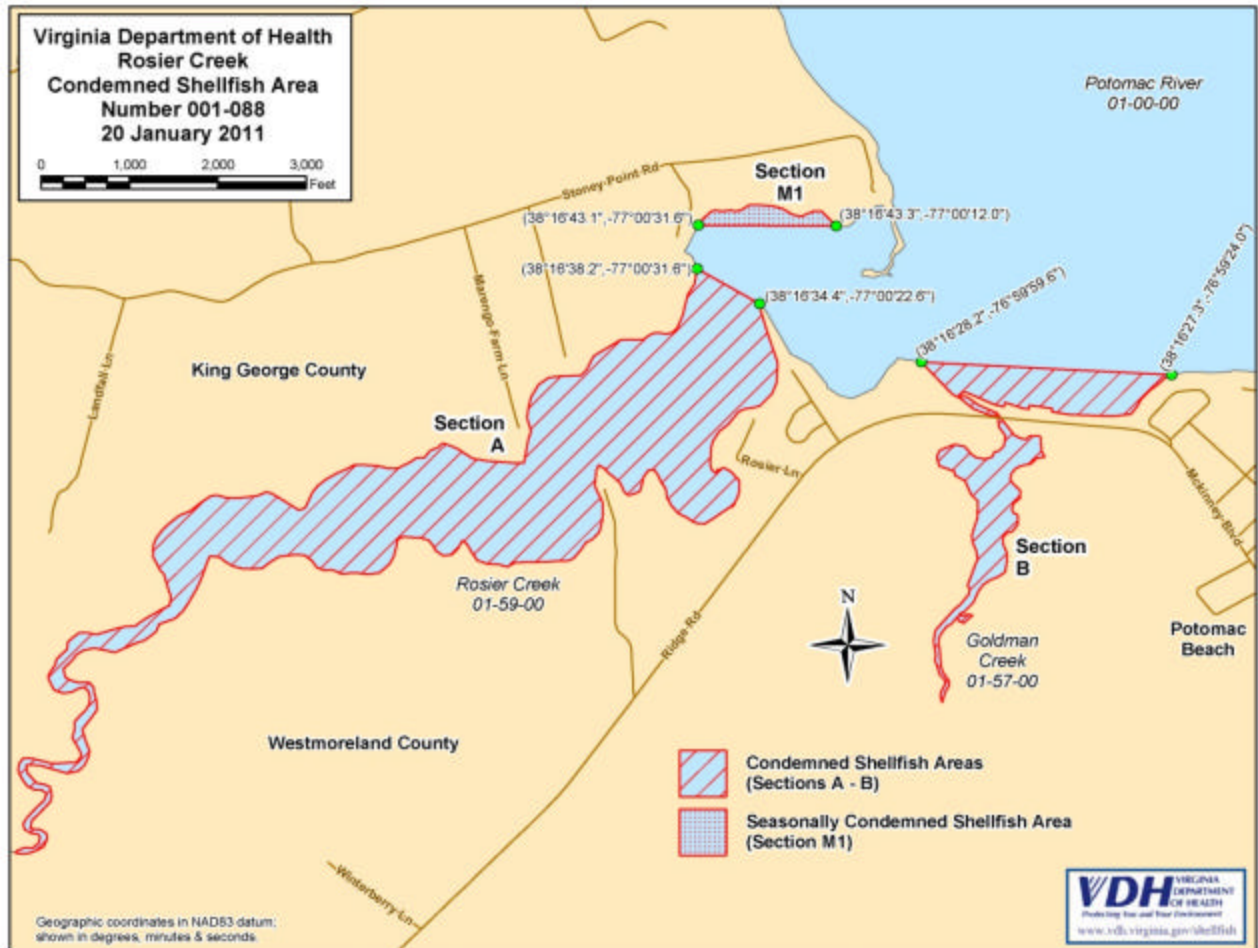 Virginia Department of Health
Rosier Creek
Condemned Shellfish Area
Number 001-088
20 January 2011
0 1,000 2,000 3,000
Feet
Potomac River
01-00-00
Stoney Point Rd
Section
M1
(38°16'43.1",-77°00'31.6")
(38°16'43.3",-77°00'12.0")
(38°16'38.2",-77°00'31.6")
(38°16'34.4",-77°00'22.6")
(38°16'28.2",-76°59'59.6")
(38°16'27.3",-76°59'24.0")
Marengo Farm Ln
Landfall Ln
King George County
Section
A
Rosier Ln
Mckinney Blvd
Section
B
Rosier Creek
01-59-00
Ridge Rd
N
Goldman
Creek
01-57-00
Potomac
Beach
Westmoreland County
Condemned Shellfish Areas
(Sections A - B)
Seasonally Condemned Shellfish Area
(Section M1)
Winterberry Ln
Geographic coordinates in NAD83 datum;
shown in degrees, minutes & seconds.
VDH VIRGINIA
DEPARTMENT
OF HEALTH
Protecting You and Your Environment
www.vdh.virginia.gov/shellfish